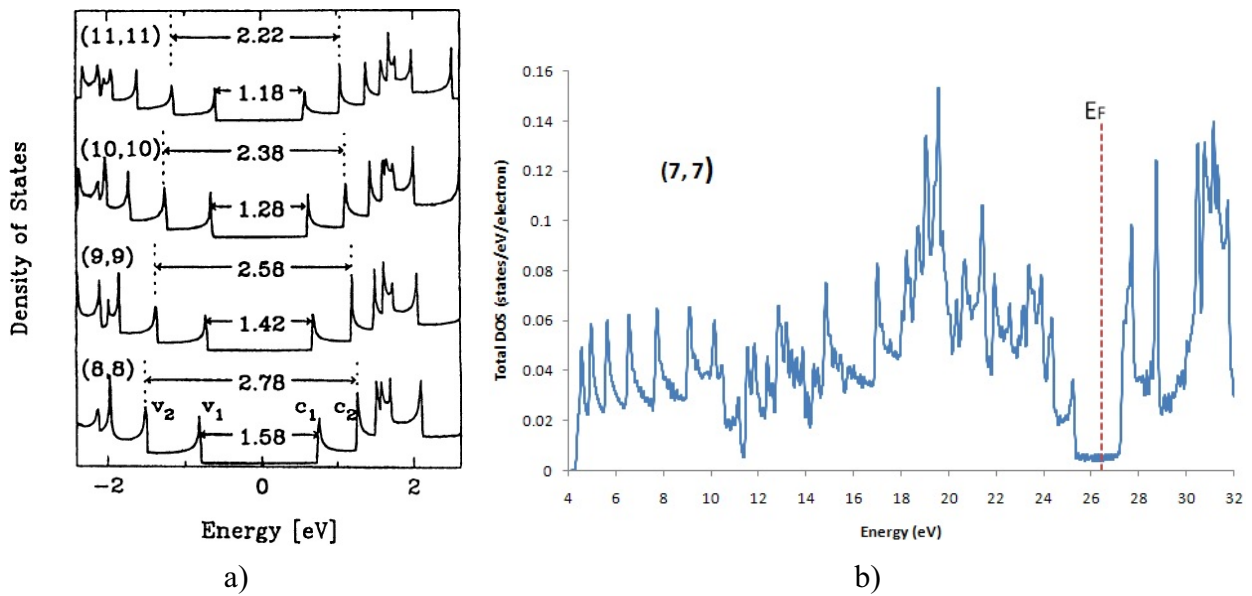 Density of States
(11,11)
2.22
1.18
(10,10)
2.38
1.28
(9,9)
2.58
1.42
(8,8)
2.78
v2 v1 c1 c2
1.58
-2 0 2
Energy [eV]
a)
Total DOS (states/eV/electron)
0.16
0.14
0.12
0.1
0.08
0.06
0.04
0.02
0
(7,7)
EF
4 6 8 10 12 14 16 18 20 22 24 26 28 30 32
Energy (eV)
b)